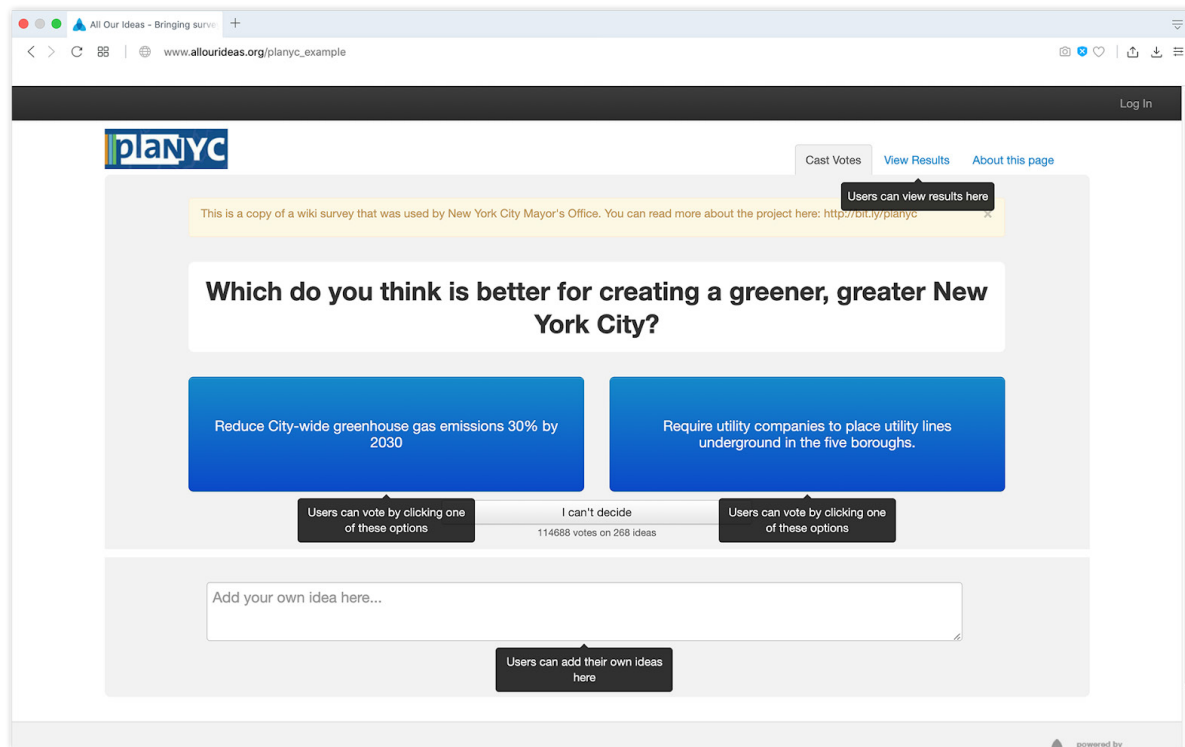 All Our Ideas - Bringing surve
www.allourideas.org/planyc_example
Log In
plaNYC
Cast Votes
View Results
About this page
Users can view results here
This is a copy of a wiki survey that was used by New York City Mayor's Office. You can read more about the project here: http://bit.ly/planyc
Which do you think is better for creating a greener, greater New
York City?
Reduce City-wide greenhouse gas emissions 30% by
2030
Require utility companies to place utility lines
underground in the five boroughs.
Users can vote by clicking one
of these options
I can't decide
114688 votes on 268 ideas
Users can vote by clicking one
of these options
Add your own idea here...
Users can add their own ideas
here
powered by